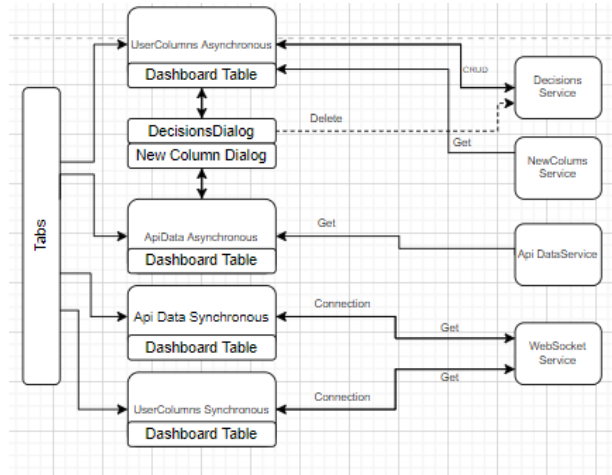 UserColumns Asynchronous
Dashboard Table
CRUD
Decisions
Service
DecisionsDialog
Delete
New Column Dialog
Get
NewColums
Service
Tabs
ApiData Asynchronous
Dashboard Table
Get
Api DataService
Api Data Synchronous
Dashboard Table
Connection
Get
WebSocket
Service
UserColumns Synchronous
Dashboard Table
Connection
Get